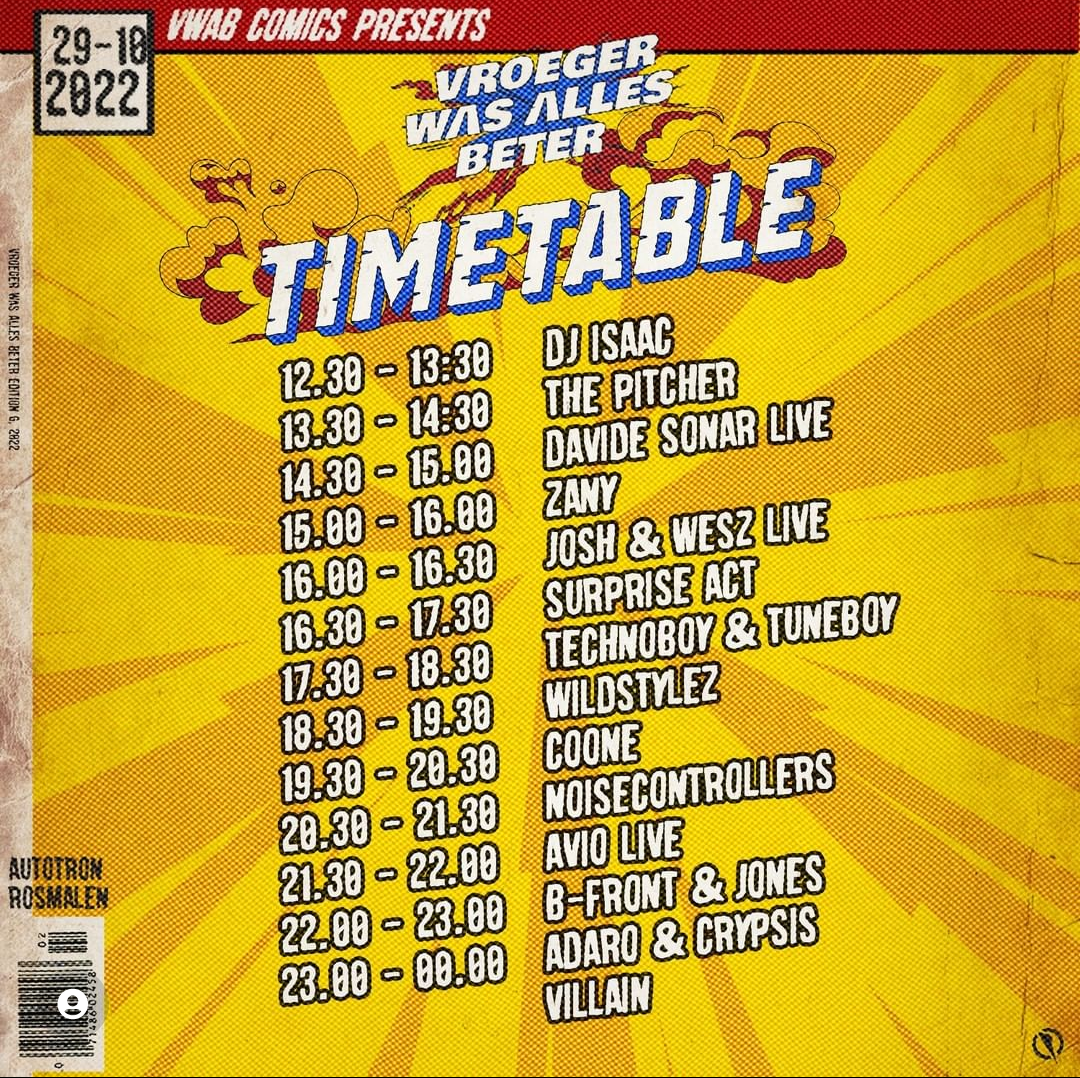 VWAB COMICS PRESENTS
29-10
2022
VROEGER
WAS ALLES
BETER
TIMETABLE
12.30 - 13:30 DJ ISAAC
13.30 - 14:30 THE PITCHER
14.30 - 15.00 DAVIDE SONAR LIVE
15.00 - 16.00 ZANY
16.00 - 16.30 JOSH & WESZ LIVE
16.30 - 17.30 SURPRISE ACT
17.30 - 18.30 TECHNOBOY & TUNEBOY
18.30 - 19.30 WILDSTYLEZ
19.30 - 20.30 COONE
20.30 - 21.30 NOISECONTROLLERS
21.30 - 22.00 AVIO LIVE
22.00 - 23.00 B-FRONT & JONES
23.00 - 00.00 ADARO & CRYPSIS
VILLAIN
VROEGER WAS ALLES BETER EDITION 6, 2022
AUTOTRON
ROSMALEN
02
71486 02458
0